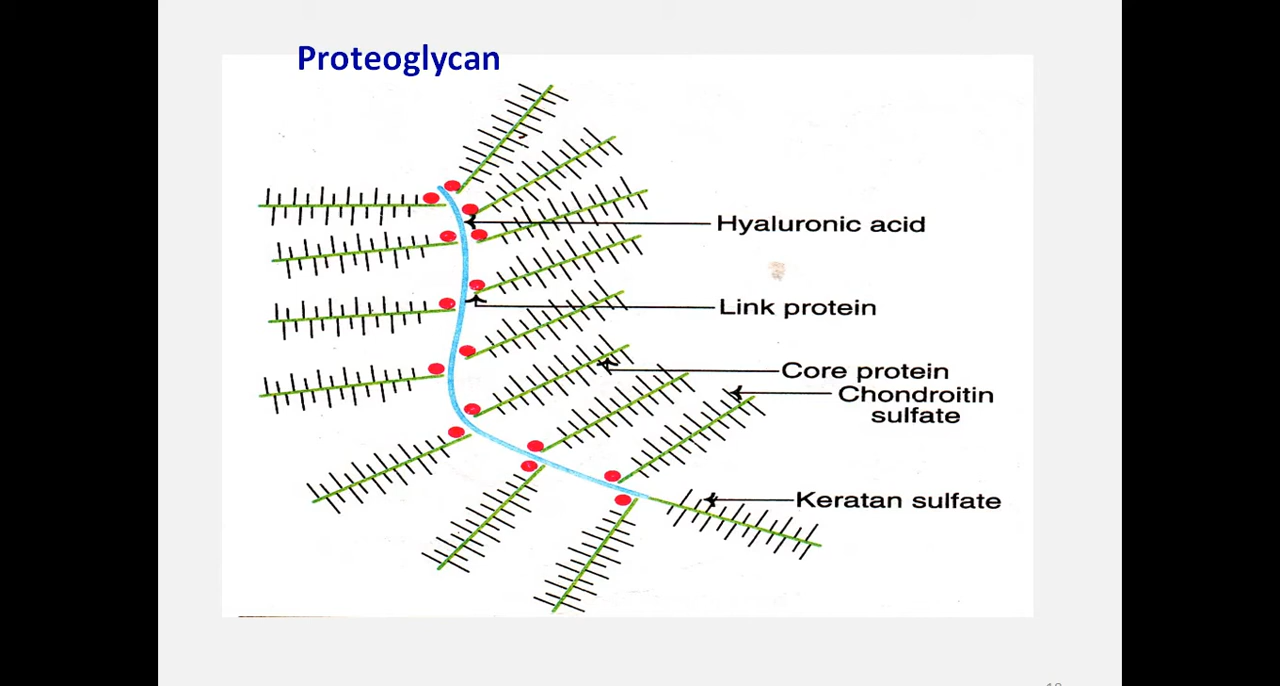 Proteoglycan
Hyaluronic acid
Link protein
Core protein
Chondroitin
sulfate
Keratan sulfate